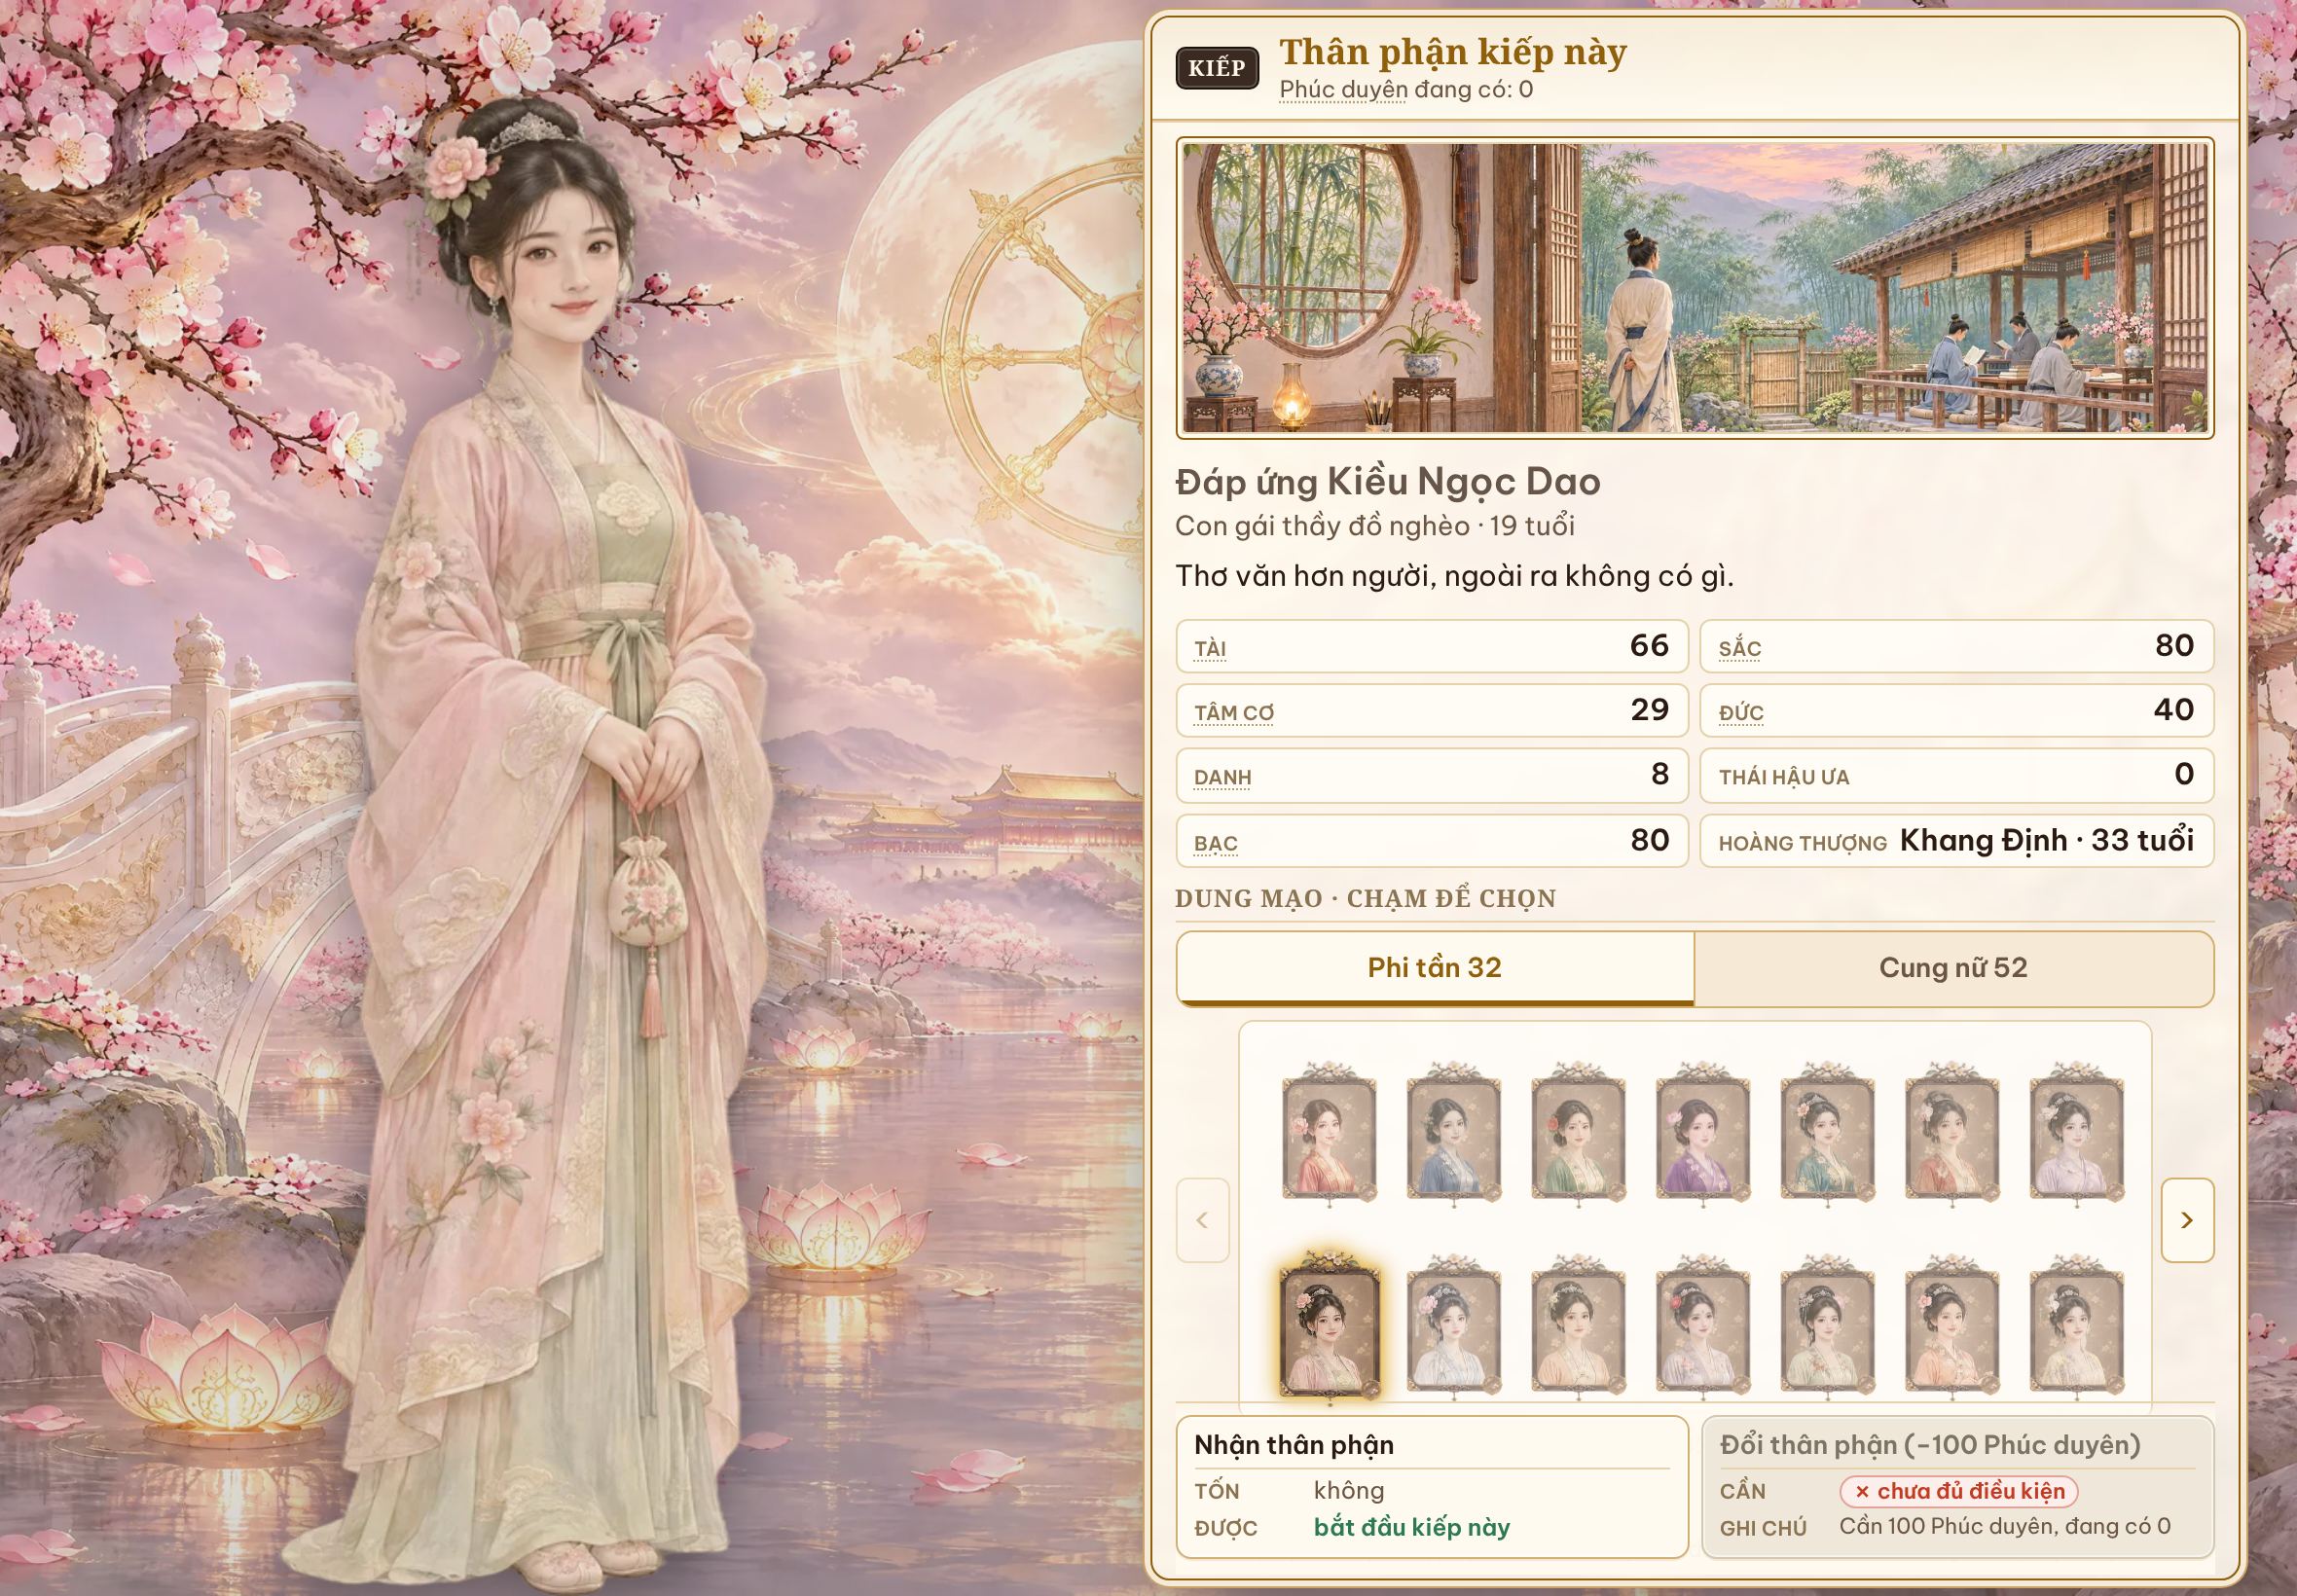 KIẾP
Thân phận kiếp này
Phúc duyên đang có: 0
Đáp ứng Kiều Ngọc Dao
Con gái thầy đồ nghèo · 19 tuổi
Thơ văn hơn người, ngoài ra không có gì.
TÀI 66
SẮC 80
TÂM CƠ 29
ĐỨC 40
DANH 8
THÁI HẬU ƯA 0
BẠC 80
HOÀNG THƯỢNG Khang Định · 33 tuổi
DUNG MẠO · CHẠM ĐỂ CHỌN
Phi tần 32
Cung nữ 52
Nhận thân phận
TỐN không
ĐƯỢC bắt đầu kiếp này
Đổi thân phận (−100 Phúc duyên)
CẦN × chưa đủ điều kiện
GHI CHÚ Cần 100 Phúc duyên, đang có 0